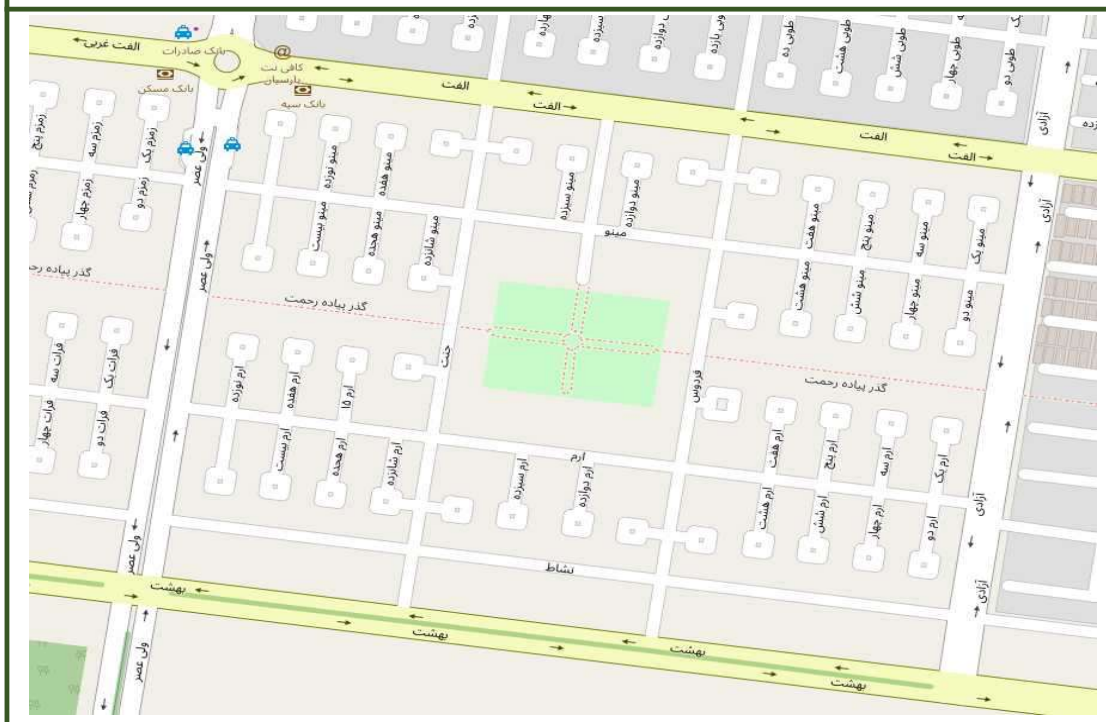 بانک صادرات
الفت غربی
@
کافی نت
پارسیان
بانک مسکن
بانک سپه
الفت
الفت
الفت
الفت
ولی عصر
ولی عصر
آزادی
آزادی
طوبی ده
طوبی هشت
طوبی شش
طوبی چهار
طوبی دو
زمزم پنج
زمزم سه
زمزم یک
زمزم چهار
زمزم دو
مینو نوزده
مینو هفده
مینو بیست
مینو هجده
مینو شانزده
مینو سیزده
مینو دوازده
مینو
مینو هفت
مینو پنج
مینو سه
مینو یک
مینو هشت
مینو شش
مینو چهار
مینو دو
گذر پیاده رحمت
گذر پیاده رحمت
جنت
فردوس
فرات سه
فرات یک
فرات چهار
فرات دو
ارم نوزده
ارم هفده
ارم ۱۵
ارم بیست
ارم هجده
ارم شانزده
ارم سیزده
ارم دوازده
ارم
ارم هفت
ارم پنج
ارم سه
ارم یک
ارم هشت
ارم شش
ارم چهار
ارم دو
آزادی
آزادی
نشاط
ولی عصر
بهشت
بهشت
بهشت
بهشت
ولی عصر